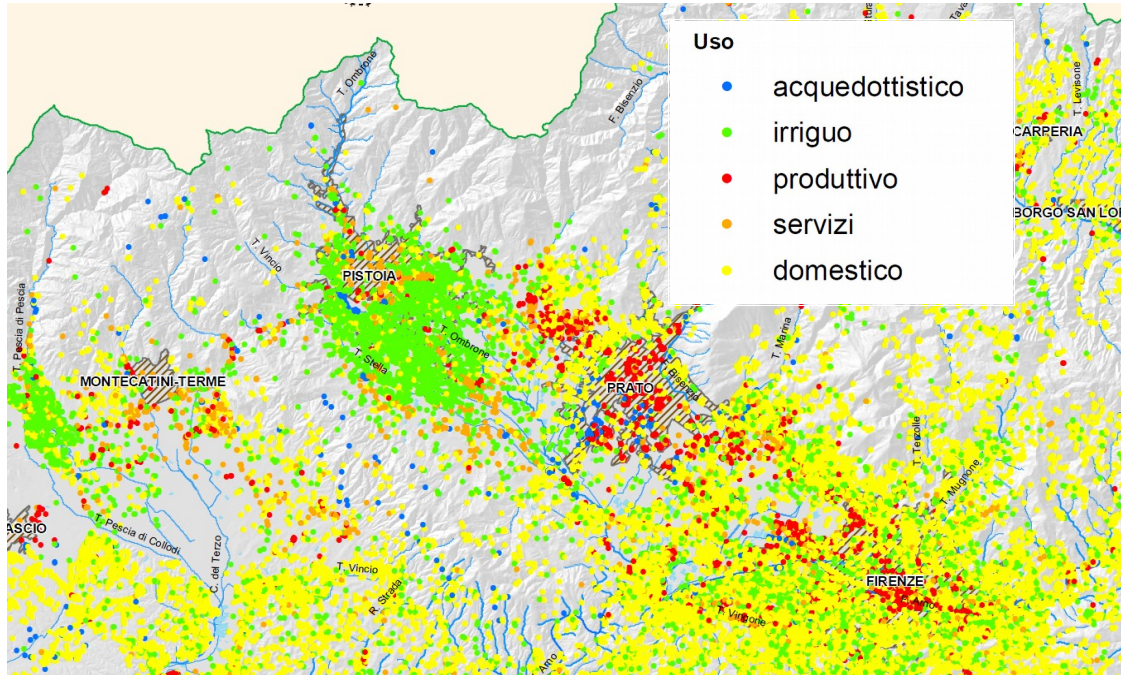 Uso
acquedottistico
irriguo
produttivo
servizi
domestico
T. Ombrone
F. Bisenzio
T. Levisone
CARPERIA
BORGO SAN LO
T. Vincio
PISTOIA
T. Pescia di Pescia
T. Ombrone
T. Stella
T. Marina
MONTECATINI-TERME
PRATO
Bisenzio
T. Terzolle
T. Mugnone
ASCIO
T. Pescia di Collodi
C. del Terzo
T. Vincio
R. Strada
FIRENZE
F. Arno
T. Vingone
Arno